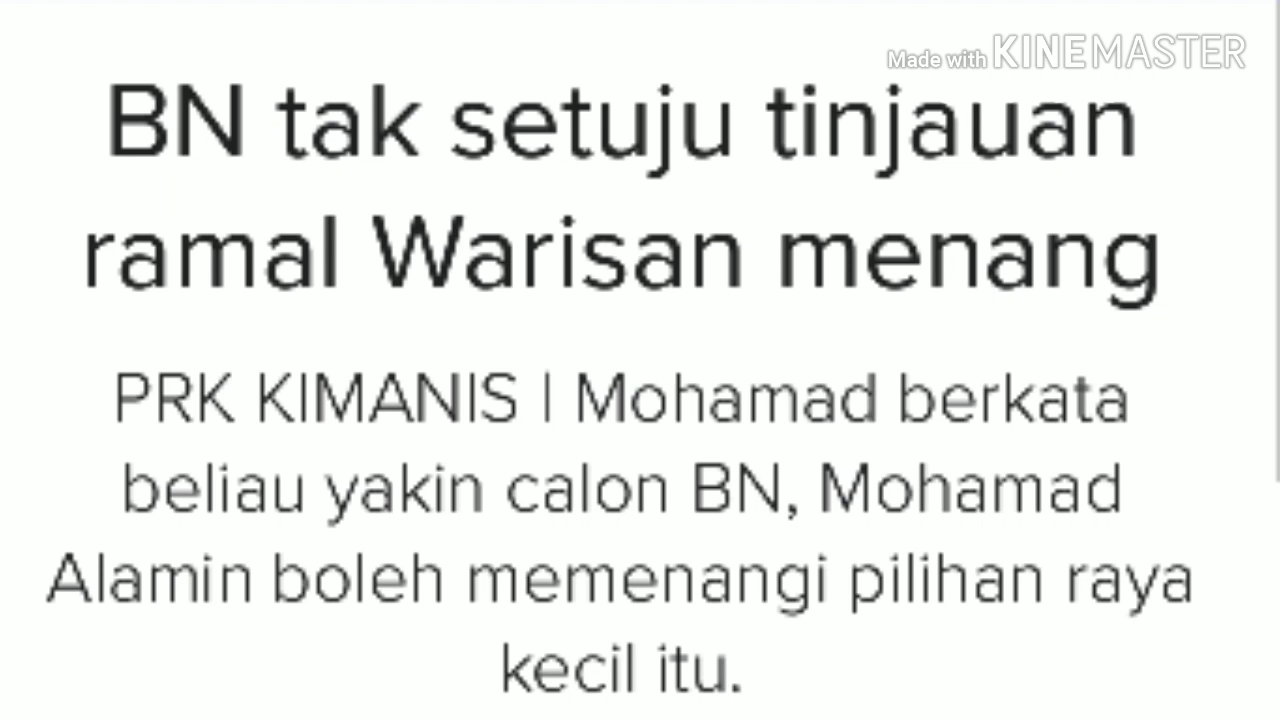 Made with KINEMASTER
BN tak setuju tinjauan
ramal Warisan menang
PRK KIMANIS | Mohamad berkata
beliau yakin calon BN, Mohamad
Alamin boleh memenangi pilihan raya
kecil itu.